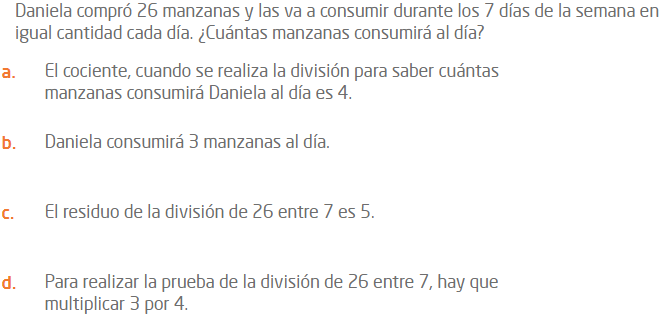 Daniela compró 26 manzanas y las va a consumir durante los 7 días de la semana en
igual cantidad cada día. ¿Cuántas manzanas consumirá al día?
a. El cociente, cuando se realiza la división para saber cuántas
manzanas consumirá Daniela al día es 4.
b. Daniela consumirá 3 manzanas al día.
c. El residuo de la división de 26 entre 7 es 5.
d. Para realizar la prueba de la división de 26 entre 7, hay que
multiplicar 3 por 4.